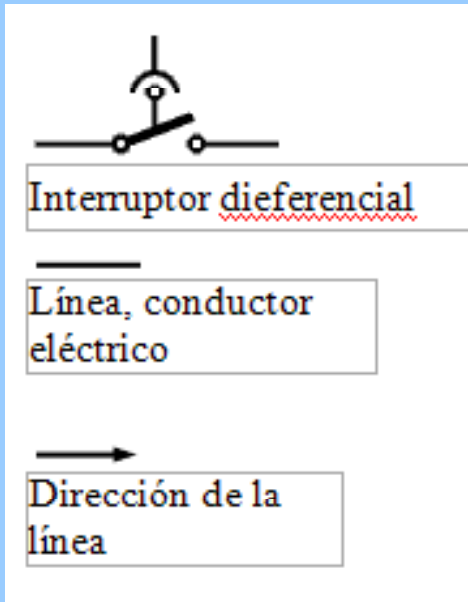 Interruptor dieferencial
Línea, conductor
eléctrico
Dirección de la
línea